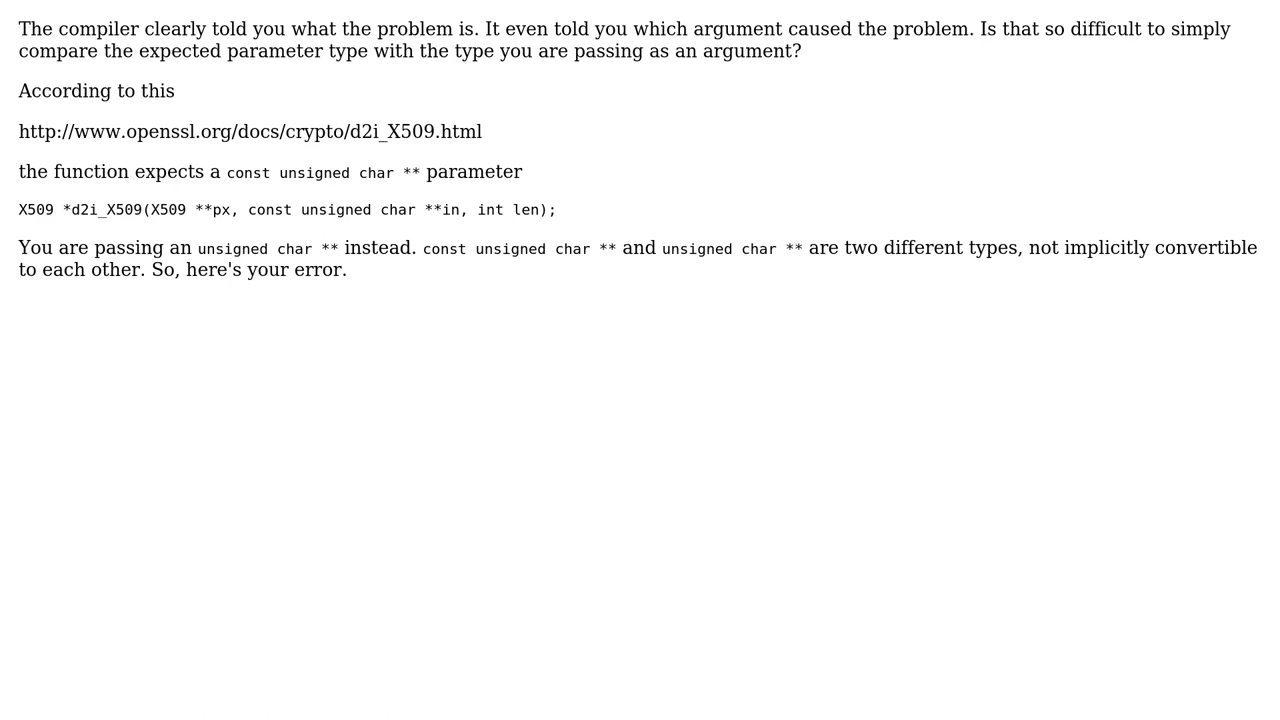 The compiler clearly told you what the problem is. It even told you which argument caused the problem. Is that so difficult to simply
compare the expected parameter type with the type you are passing as an argument?
According to this
http://www.openssl.org/docs/crypto/d2i_X509.html
the function expects a const unsigned char ** parameter
X509 *d2i_X509(X509 **px, const unsigned char **in, int len);
You are passing an unsigned char ** instead. const unsigned char ** and unsigned char ** are two different types, not implicitly convertible
to each other. So, here's your error.